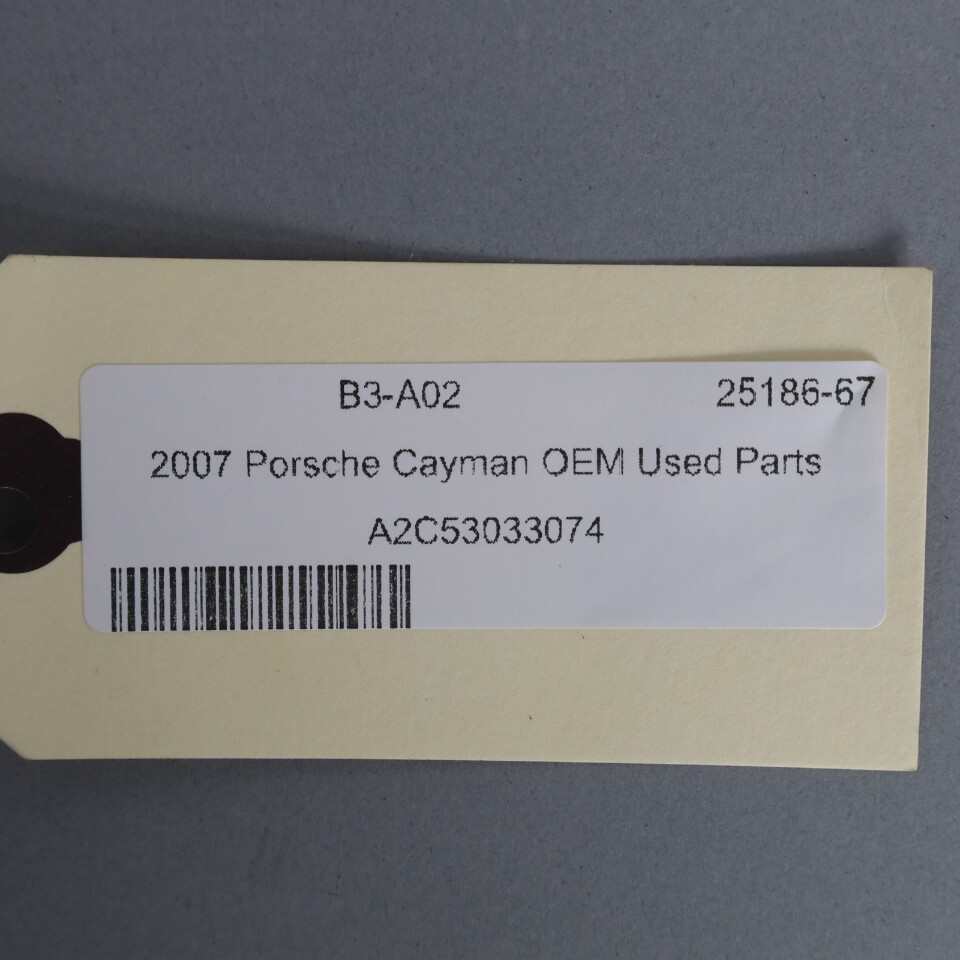 B3-A02 25186-67
2007 Porsche Cayman OEM Used Parts
A2C53033074